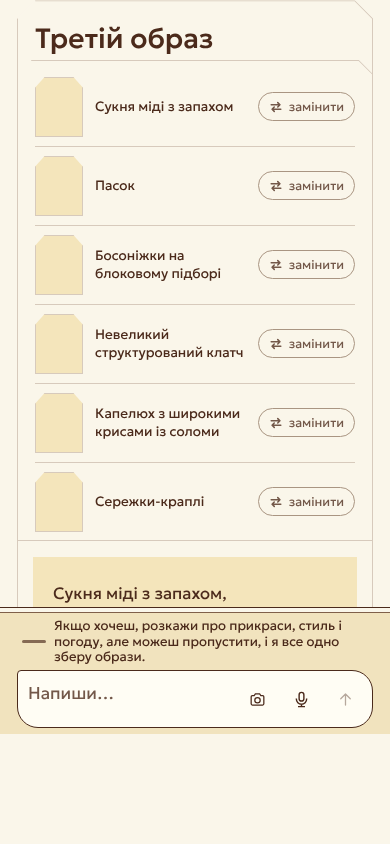 Третій образ
Сукня міді з запахом
замінити
Пасок
замінити
Босоніжки на
блоковому підборі
замінити
Невеликий
структурований клатч
замінити
Капелюх з широкими
крисами із соломи
замінити
Сережки-краплі
замінити
Сукня міді з запахом,
Якщо хочеш, розкажи про прикраси, стиль і
погоду, але можеш пропустити, і я все одно
зберу образи.
Напиши...